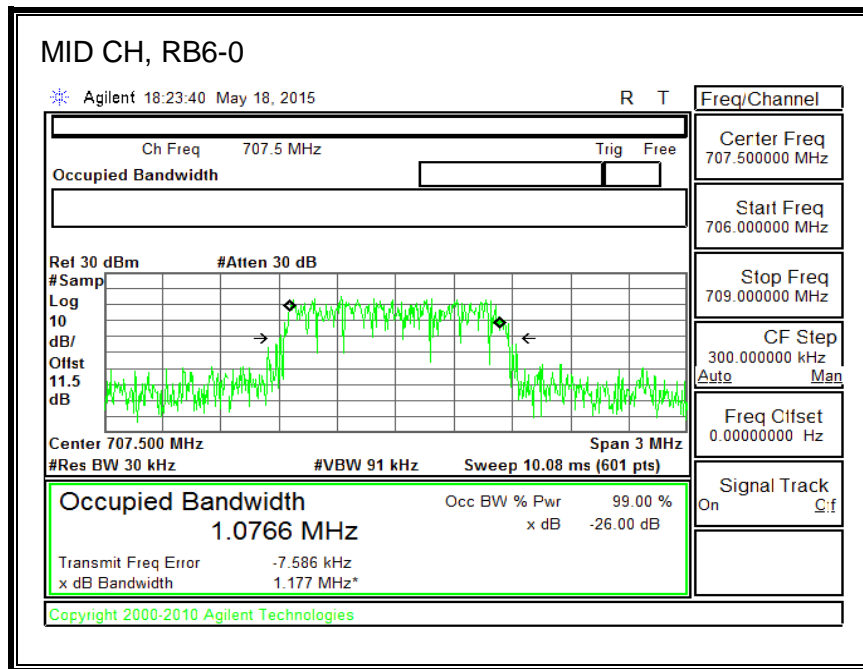 MID CH, RB6-0
Agilent 18:23:40 May 18, 2015 R T
Ch Freq 707.5 MHz Trig Free
Occupied Bandwidth
Ref 30 dBm #Atten 30 dB
#Samp
Log
10
dB/
Offst
11.5
dB
Center 707.500 MHz Span 3 MHz
#Res BW 30 kHz #VBW 91 kHz Sweep 10.08 ms (601 pts)
Occupied Bandwidth Occ BW % Pwr 99.00 %
1.0766 MHz x dB -26.00 dB
Transmit Freq Error -7.586 kHz
x dB Bandwidth 1.177 MHz*
Copyright 2000-2010 Agilent Technologies
Freq/Channel
Center Freq
707.500000 MHz
Start Freq
706.000000 MHz
Stop Freq
709.000000 MHz
CF Step
300.000000 kHz
Auto Man
Freq Offset
0.00000000 Hz
Signal Track
On Off